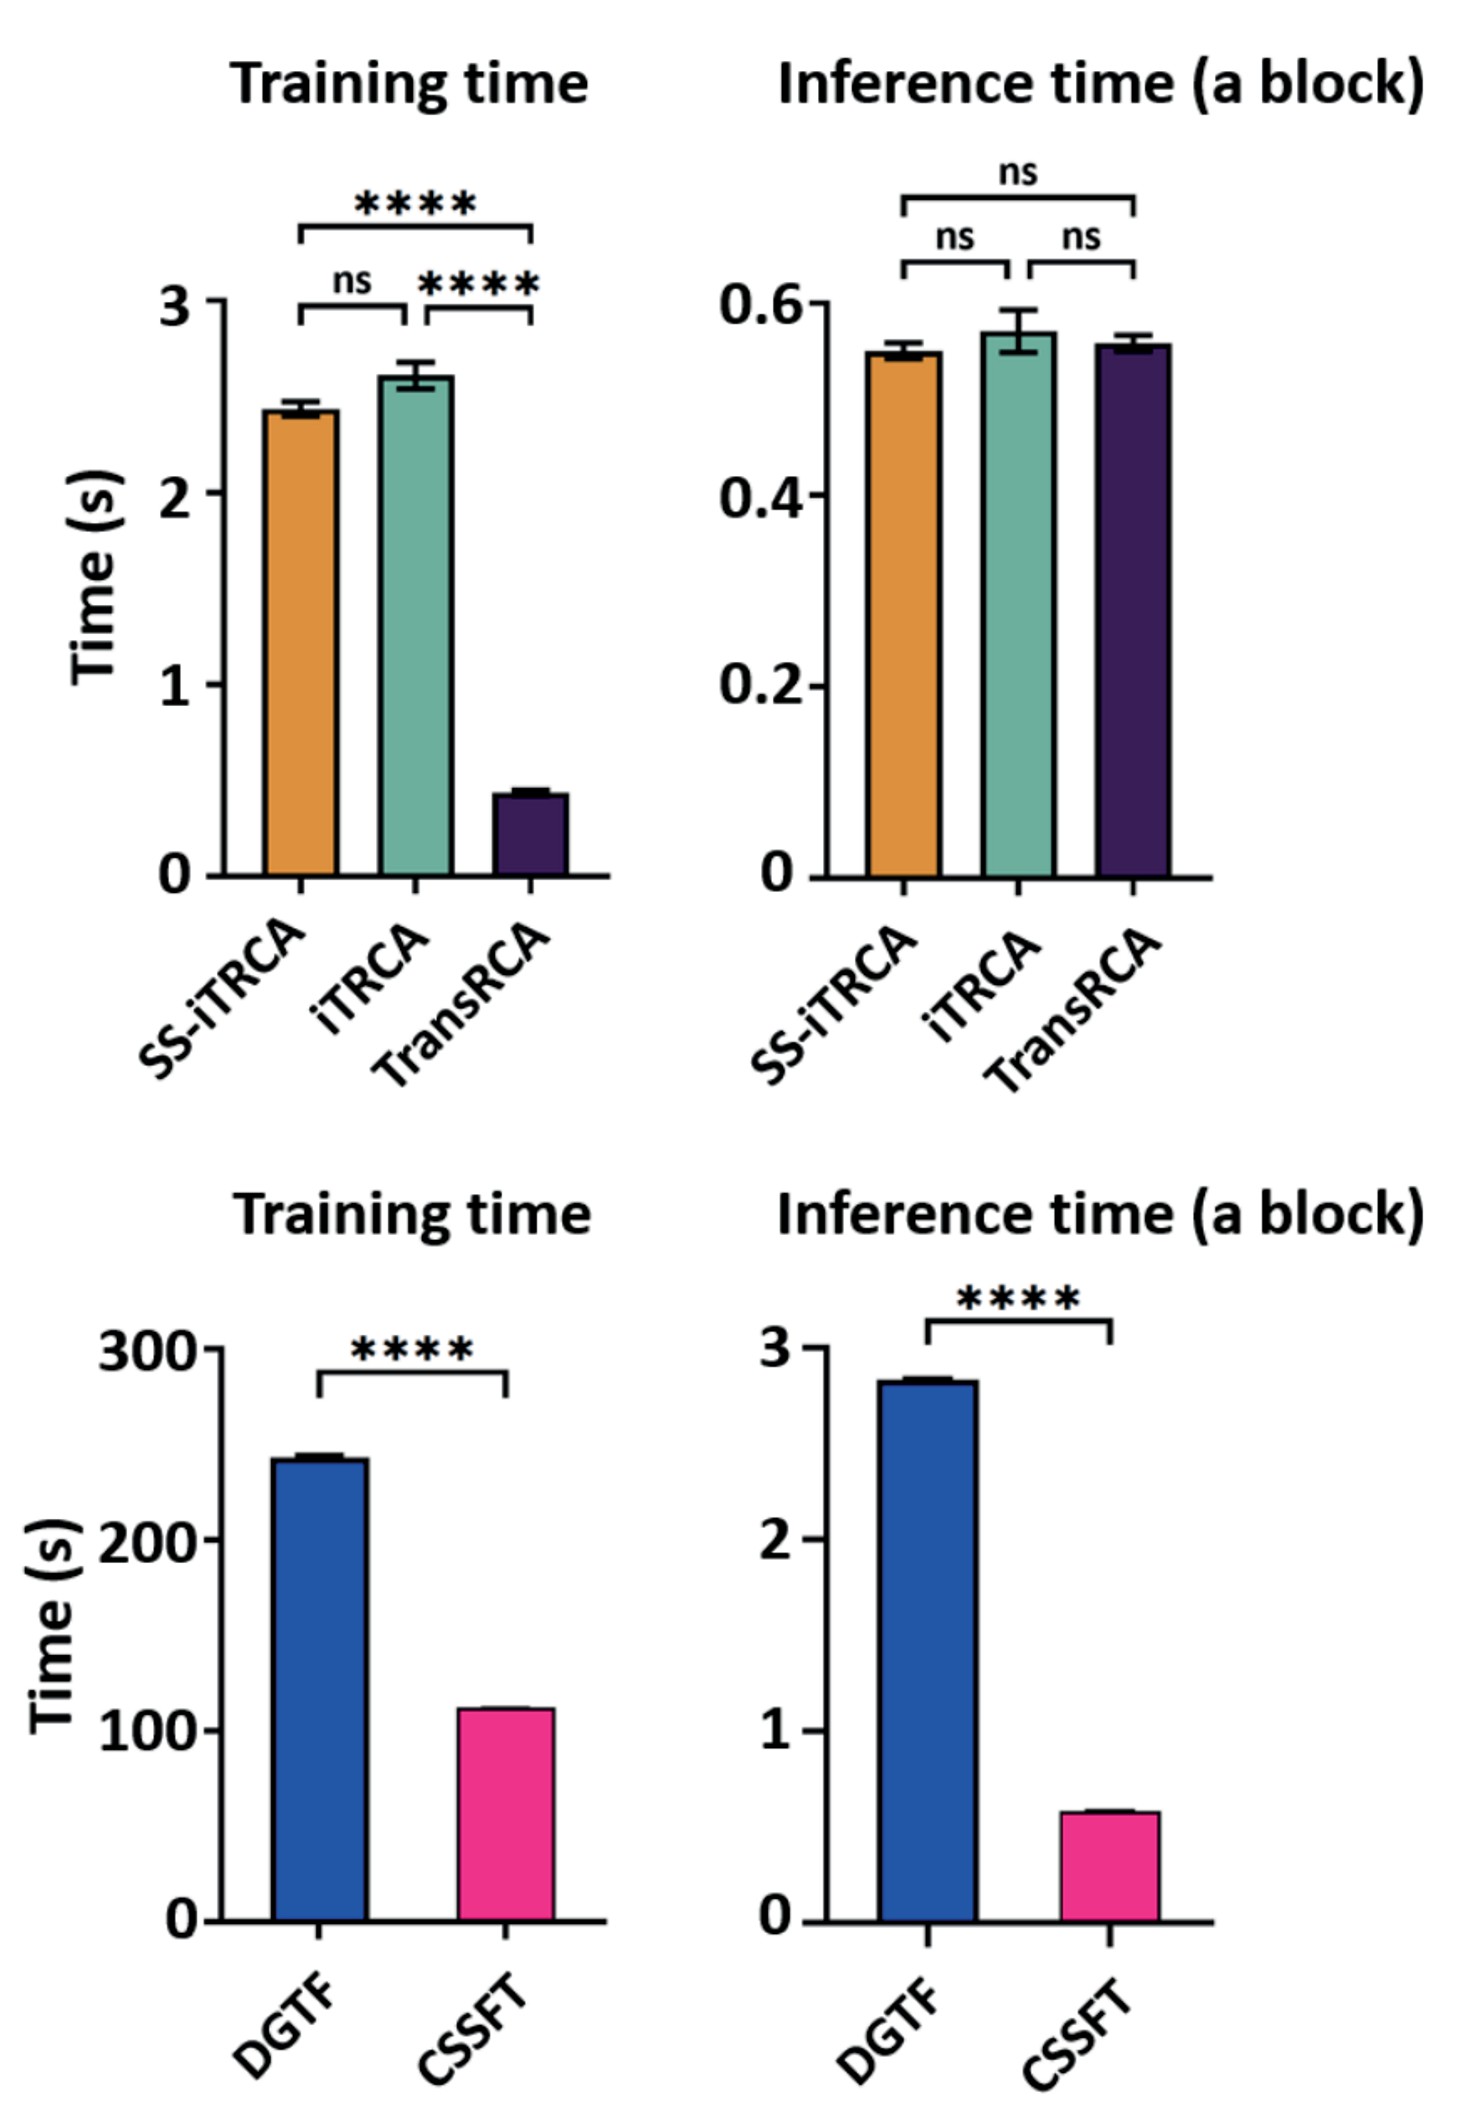 Training time
****
ns ****
3
2
1
0
Time (s)
SS-iTRCA
iTRCA
TransRCA
Inference time (a block)
ns
ns ns
0.6
0.4
0.2
0
SS-iTRCA
iTRCA
TransRCA
Training time
****
300
200
100
0
Time (s)
DGTF
CSSFT
Inference time (a block)
****
3
2
1
0
DGTF
CSSFT